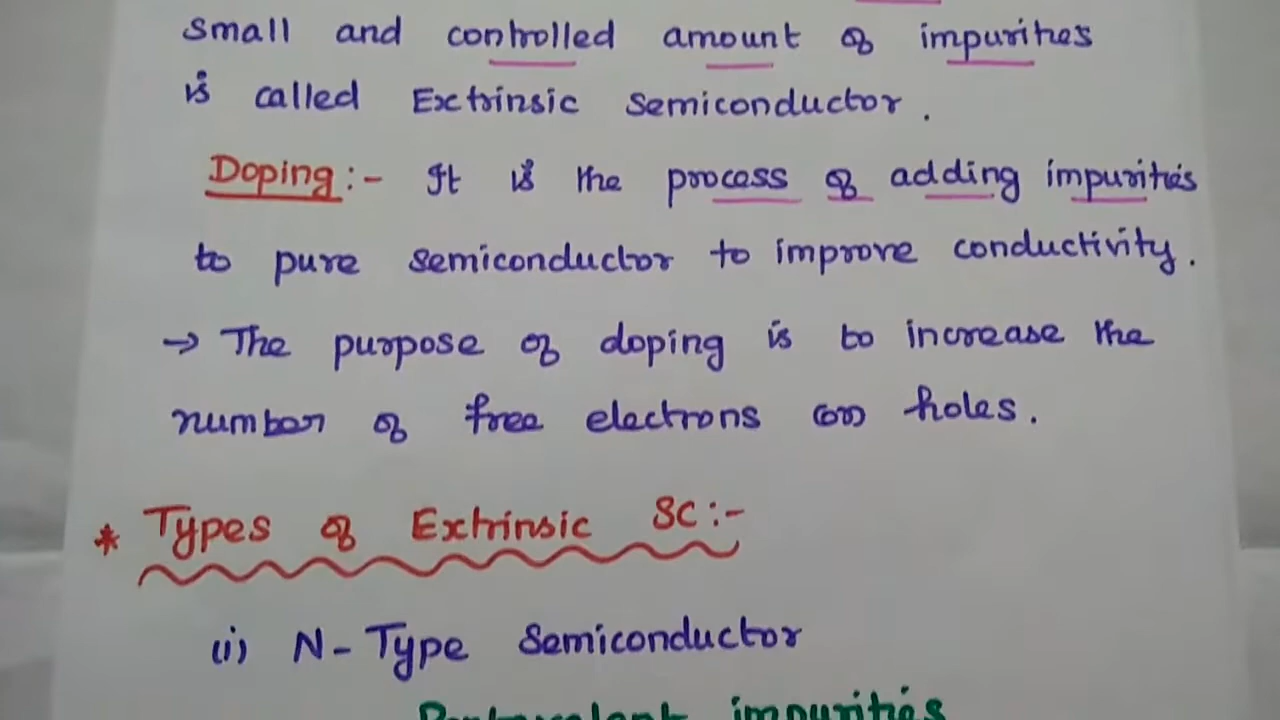 small and controlled amount of impurities
is called Extrinsic semiconductor.
Doping:- It is the process of adding impurities
to pure semiconductor to improve conductivity.
→ The purpose of doping is to increase the
number of free electrons (or) holes.
* Types of Extrinsic SC:-
(i) N-Type Semiconductor
Pentavalent impurities